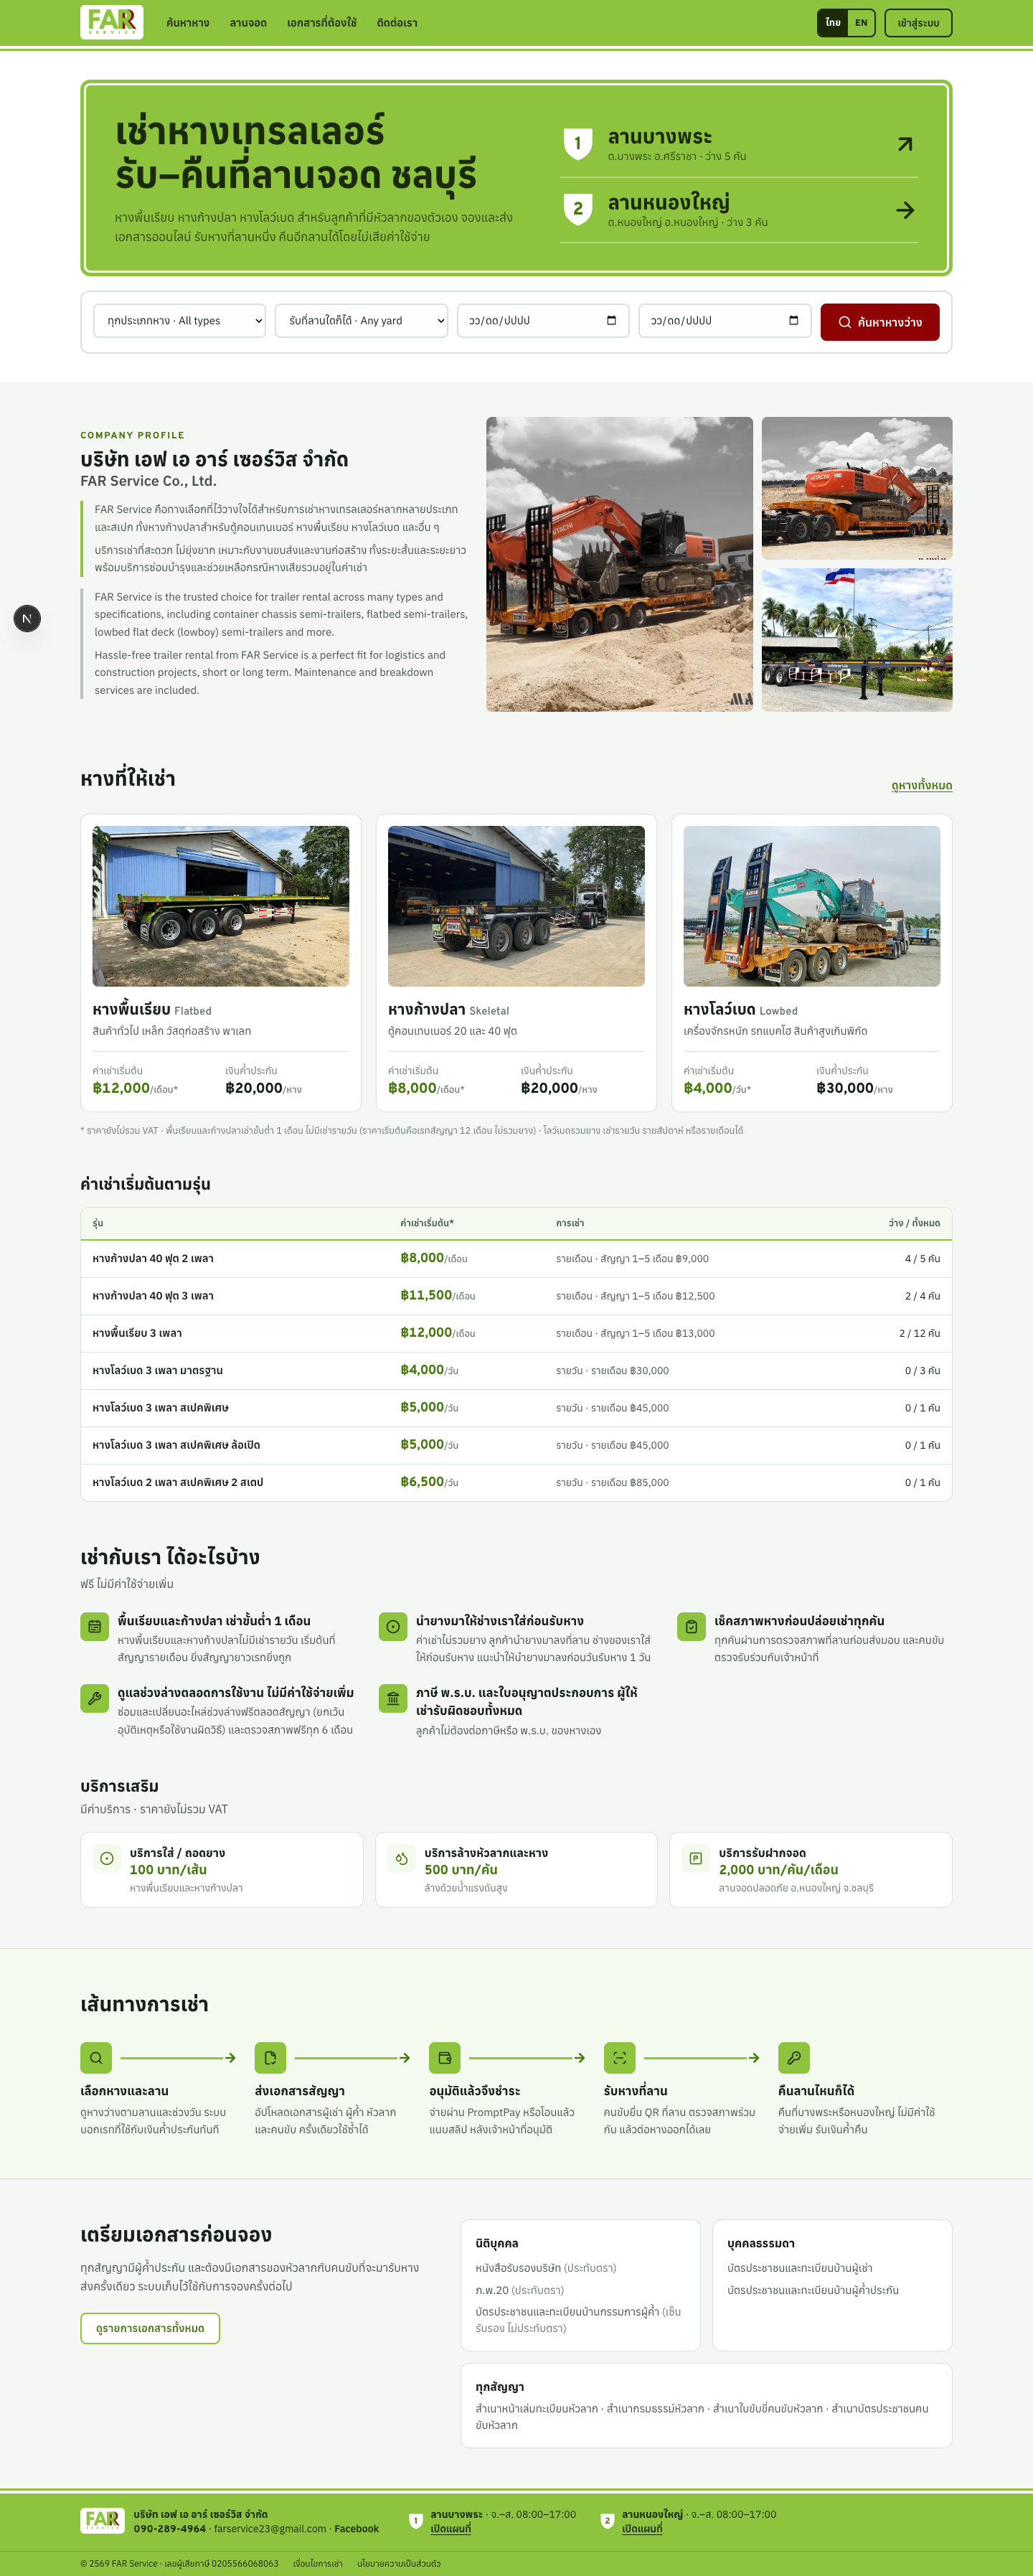 FAR
SERVICE
ค้นหาหาง
ลานจอด
เอกสารที่ต้องใช้
ติดต่อเรา
ไทย
EN
เข้าสู่ระบบ
เช่าหางเทรลเลอร์
รับ–คืนที่ลานจอด ชลบุรี
หางพื้นเรียบ หางก้างปลา หางโลว์เบด สำหรับลูกค้าที่มีหัวลากของตัวเอง จองและส่ง
เอกสารออนไลน์ รับหางที่ลานหนึ่ง คืนอีกลานได้โดยไม่เสียค่าใช้จ่าย
1
ลานบางพระ
ต.บางพระ อ.ศรีราชา · ว่าง 5 คัน
2
ลานหนองใหญ่
ต.หนองใหญ่ อ.หนองใหญ่ · ว่าง 3 คัน
ทุกประเภทหาง · All types
รับที่ลานใดก็ได้ · Any yard
วว/ดด/ปปปป
วว/ดด/ปปปป
ค้นหาหางว่าง
COMPANY PROFILE
บริษัท เอฟ เอ อาร์ เซอร์วิส จำกัด
FAR Service Co., Ltd.
FAR Service คือทางเลือกที่ไว้วางใจได้สำหรับการเช่าหางเทรลเลอร์หลากหลายประเภท
และสเปก ทั้งหางก้างปลาสำหรับตู้คอนเทนเนอร์ หางพื้นเรียบ หางโลว์เบด และอื่น ๆ
บริการเช่าที่สะดวก ไม่ยุ่งยาก เหมาะกับงานขนส่งและงานก่อสร้าง ทั้งระยะสั้นและระยะยาว
พร้อมบริการซ่อมบำรุงและช่วยเหลือกรณีหางเสียรวมอยู่ในค่าเช่า
FAR Service is the trusted choice for trailer rental across many types and
specifications, including container chassis semi-trailers, flatbed semi-trailers,
lowbed flat deck (lowboy) semi-trailers and more.
Hassle-free trailer rental from FAR Service is a perfect fit for logistics and
construction projects, short or long term. Maintenance and breakdown
services are included.
N
HITACHI
HITACHI
หางที่ให้เช่า
ดูหางทั้งหมด
KOBELCO
หางพื้นเรียบ Flatbed
สินค้าทั่วไป เหล็ก วัสดุก่อสร้าง พาเลท
ค่าเช่าเริ่มต้น
เงินค้ำประกัน
฿12,000/เดือน*
฿20,000/หาง
หางก้างปลา Skeletal
ตู้คอนเทนเนอร์ 20 และ 40 ฟุต
ค่าเช่าเริ่มต้น
เงินค้ำประกัน
฿8,000/เดือน*
฿20,000/หาง
หางโลว์เบด Lowbed
เครื่องจักรหนัก รถแบคโฮ สินค้าสูงเกินพิกัด
ค่าเช่าเริ่มต้น
เงินค้ำประกัน
฿4,000/วัน*
฿30,000/หาง
* ราคายังไม่รวม VAT · พื้นเรียบและก้างปลาเช่าขั้นต่ำ 1 เดือน ไม่มีเช่ารายวัน (ราคาเริ่มต้นคือเรทสัญญา 12 เดือน ไม่รวมยาง) · โลว์เบดรวมยาง เช่ารายวัน รายสัปดาห์ หรือรายเดือนได้
ค่าเช่าเริ่มต้นตามรุ่น
รุ่น
ค่าเช่าเริ่มต้น*
การเช่า
ว่าง / ทั้งหมด
หางก้างปลา 40 ฟุต 2 เพลา
฿8,000/เดือน
รายเดือน · สัญญา 1–5 เดือน ฿9,000
4 / 5 คัน
หางก้างปลา 40 ฟุต 3 เพลา
฿11,500/เดือน
รายเดือน · สัญญา 1–5 เดือน ฿12,500
2 / 4 คัน
หางพื้นเรียบ 3 เพลา
฿12,000/เดือน
รายเดือน · สัญญา 1–5 เดือน ฿13,000
2 / 12 คัน
หางโลว์เบด 3 เพลา มาตรฐาน
฿4,000/วัน
รายวัน · รายเดือน ฿30,000
0 / 3 คัน
หางโลว์เบด 3 เพลา สเปคพิเศษ
฿5,000/วัน
รายวัน · รายเดือน ฿45,000
0 / 1 คัน
หางโลว์เบด 3 เพลา สเปคพิเศษ ล้อเปิด
฿5,000/วัน
รายวัน · รายเดือน ฿45,000
0 / 1 คัน
หางโลว์เบด 2 เพลา สเปคพิเศษ 2 สเตป
฿6,500/วัน
รายวัน · รายเดือน ฿85,000
0 / 1 คัน
เช่ากับเรา ได้อะไรบ้าง
ฟรี ไม่มีค่าใช้จ่ายเพิ่ม
พื้นเรียบและก้างปลา เช่าขั้นต่ำ 1 เดือน
หางพื้นเรียบและหางก้างปลาไม่มีเช่ารายวัน เริ่มต้นที่
สัญญารายเดือน ยิ่งสัญญายาวเรทยิ่งถูก
นำยางมาให้ช่างเราใส่ก่อนรับหาง
ค่าเช่าไม่รวมยาง ลูกค้านำยางมาลงที่ลาน ช่างของเราใส่
ให้ก่อนรับหาง แนะนำให้นำยางมาลงก่อนวันรับหาง 1 วัน
เช็คสภาพหางก่อนปล่อยเช่าทุกคัน
ทุกคันผ่านการตรวจสภาพที่ลานก่อนส่งมอบ และคนขับ
ตรวจรับร่วมกับเจ้าหน้าที่
ดูแลช่วงล่างตลอดการใช้งาน ไม่มีค่าใช้จ่ายเพิ่ม
ซ่อมและเปลี่ยนอะไหล่ช่วงล่างฟรีตลอดสัญญา (ยกเว้น
อุบัติเหตุหรือใช้งานผิดวิธี) และตรวจสภาพฟรีทุก 6 เดือน
ภาษี พ.ร.บ. และใบอนุญาตประกอบการ ผู้ให้
เช่ารับผิดชอบทั้งหมด
ลูกค้าไม่ต้องต่อภาษีหรือ พ.ร.บ. ของหางเอง
บริการเสริม
มีค่าบริการ · ราคายังไม่รวม VAT
บริการใส่ / ถอดยาง
100 บาท/เส้น
หางพื้นเรียบและหางก้างปลา
บริการล้างหัวลากและหาง
500 บาท/คัน
ล้างด้วยน้ำแรงดันสูง
บริการรับฝากจอด
2,000 บาท/คัน/เดือน
ลานจอดปลอดภัย อ.หนองใหญ่ จ.ชลบุรี
เส้นทางการเช่า
เลือกหางและลาน
ดูหางว่างตามลานและช่วงวัน ระบบ
บอกเรทที่ใช้กับเงินค้ำประกันทันที
ส่งเอกสารสัญญา
อัปโหลดเอกสารผู้เช่า ผู้ค้ำ หัวลาก
และคนขับ ครั้งเดียวใช้ซ้ำได้
อนุมัติแล้วจึงชำระ
จ่ายผ่าน PromptPay หรือโอนแล้ว
แนบสลิป หลังเจ้าหน้าที่อนุมัติ
รับหางที่ลาน
คนขับยื่น QR ที่ลาน ตรวจสภาพร่วม
กัน แล้วต่อหางออกได้เลย
คืนลานไหนก็ได้
คืนที่บางพระหรือหนองใหญ่ ไม่มีค่าใช้
จ่ายเพิ่ม รับเงินค้ำคืน
เตรียมเอกสารก่อนจอง
ทุกสัญญามีผู้ค้ำประกัน และต้องมีเอกสารของหัวลากกับคนขับที่จะมารับหาง
ส่งครั้งเดียว ระบบเก็บไว้ใช้กับการจองครั้งต่อไป
ดูรายการเอกสารทั้งหมด
นิติบุคคล
หนังสือรับรองบริษัท (ประทับตรา)
ภ.พ.20 (ประทับตรา)
บัตรประชาชนและทะเบียนบ้านกรรมการผู้ค้ำ (เซ็น
รับรอง ไม่ประทับตรา)
บุคคลธรรมดา
บัตรประชาชนและทะเบียนบ้านผู้เช่า
บัตรประชาชนและทะเบียนบ้านผู้ค้ำประกัน
ทุกสัญญา
สำเนาหน้าเล่มทะเบียนหัวลาก · สำเนากรมธรรม์หัวลาก · สำเนาใบขับขี่คนขับหัวลาก · สำเนาบัตรประชาชนคน
ขับหัวลาก
FAR
SERVICE
บริษัท เอฟ เอ อาร์ เซอร์วิส จำกัด
090-289-4964 · farservice23@gmail.com · Facebook
1
ลานบางพระ · จ.–ส. 08:00–17:00
เปิดแผนที่
2
ลานหนองใหญ่ · จ.–ส. 08:00–17:00
เปิดแผนที่
© 2569 FAR Service · เลขผู้เสียภาษี 0205566068063
เงื่อนไขการเช่า
นโยบายความเป็นส่วนตัว